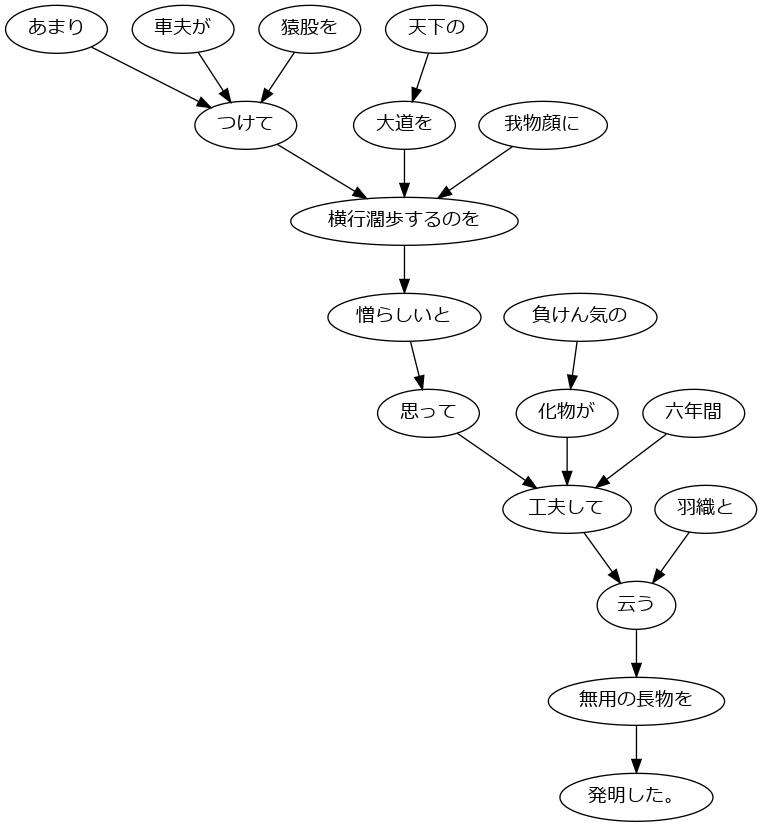 あまり 車夫が 猿股を 天下の
つけて 大道を 我物顔に
横行濶歩するのを
憎らしいと 負けん気の
思って 化物が 六年間
工夫して 羽織と
云う
無用の長物を
発明した。